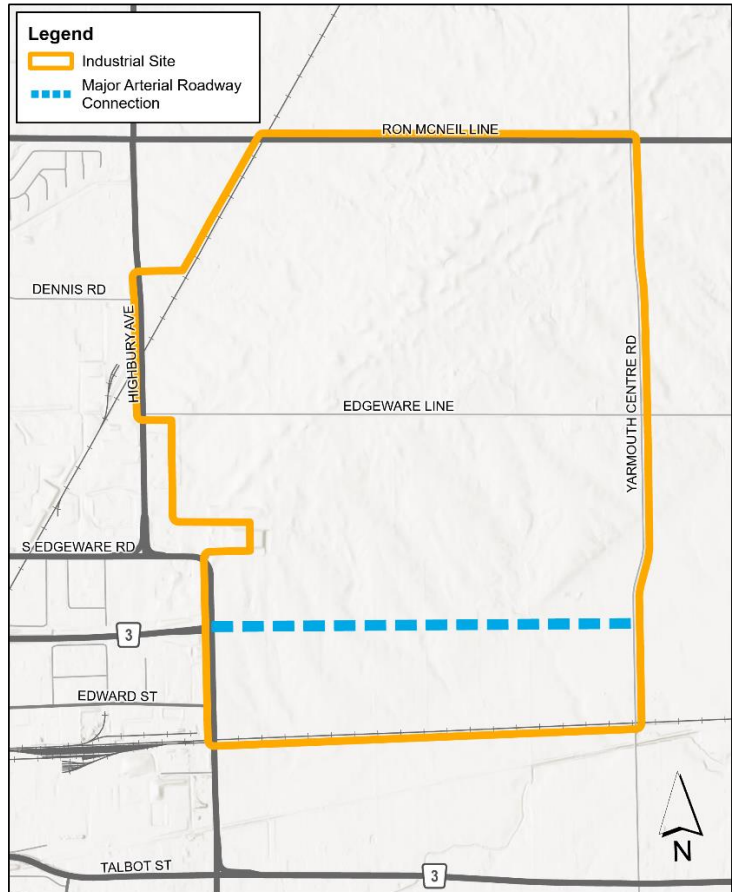 Legend
Industrial Site
Major Arterial Roadway
Connection
RON MCNEIL LINE
DENNIS RD
HIGHBURY AVE
EDGEWARE LINE
YARMOUTH CENTRE RD
S EDGEWARE RD
3
EDWARD ST
TALBOT ST
3
N